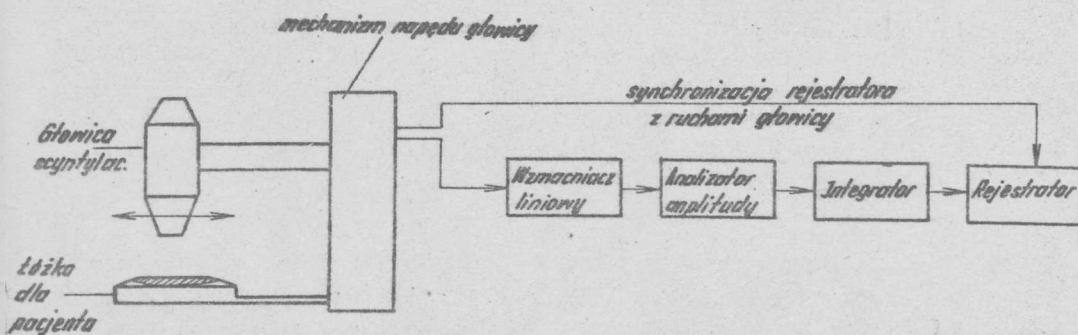 mechanizm napędu głowicy
synchronizacja rejestratora
z ruchami głowicy
Głowica
scyntylac.
Wzmacniacz
liniowy
Analizator
amplitudy
Integrator
Rejestrator
Łóżko
dla
pacjenta